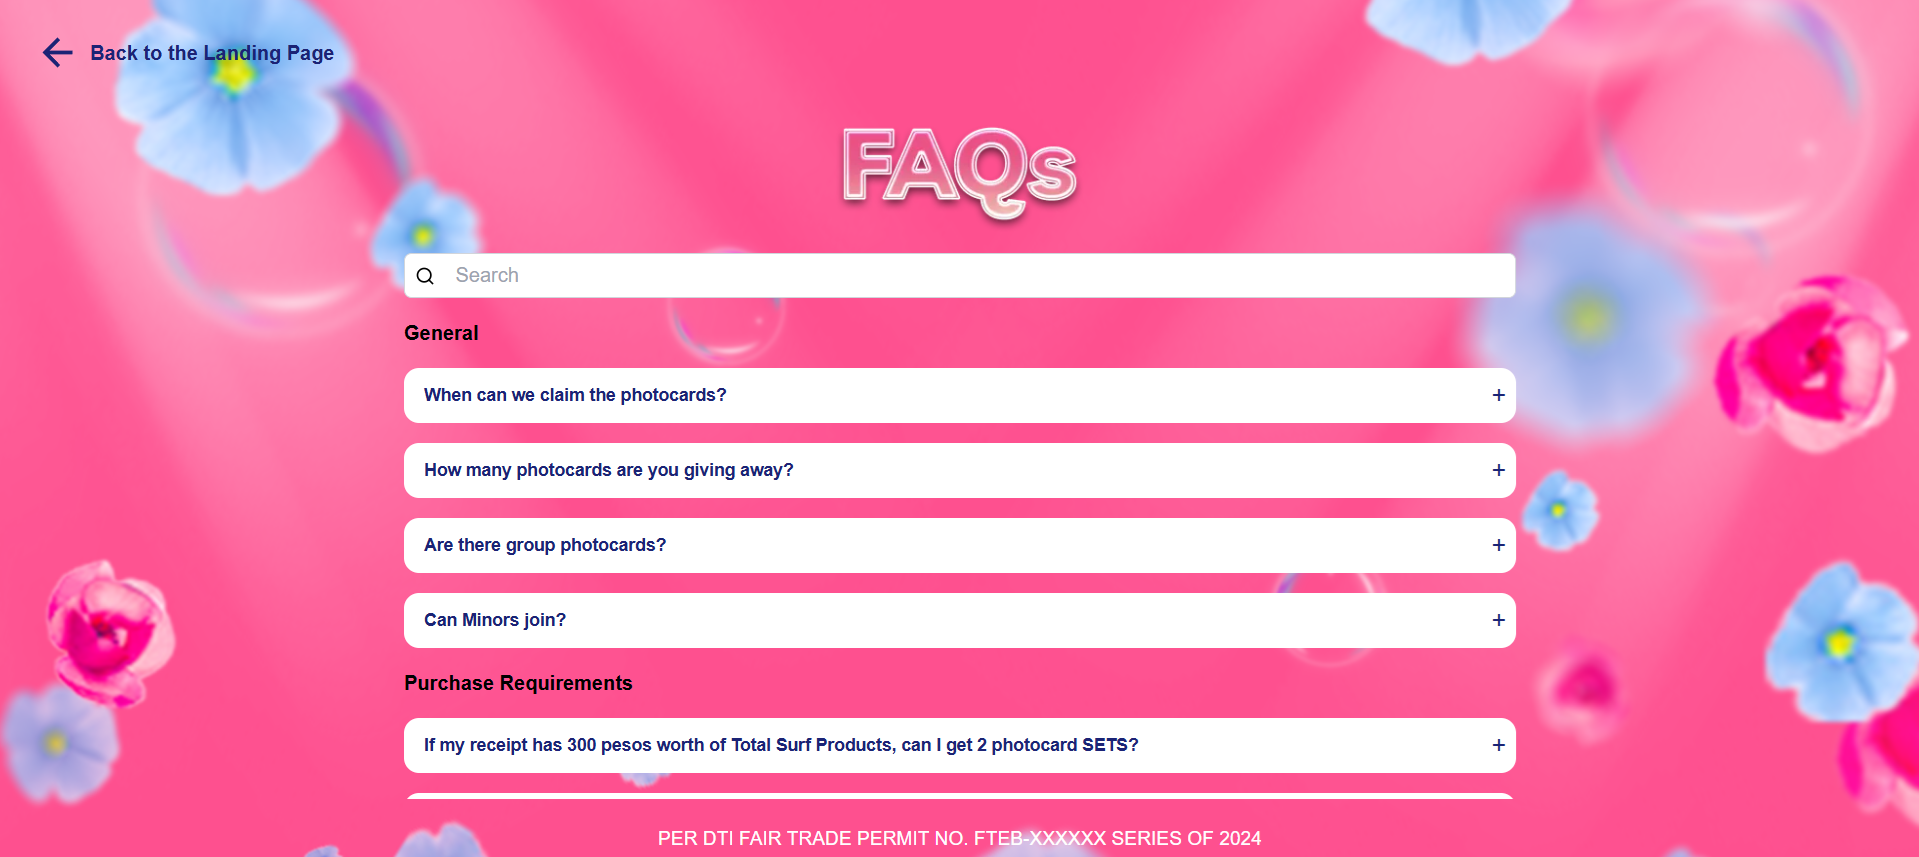 Back to the Landing Page
FAQs
Search
General
When can we claim the photocards?
+
How many photocards are you giving away?
+
Are there group photocards?
+
Can Minors join?
+
Purchase Requirements
If my receipt has 300 pesos worth of Total Surf Products, can I get 2 photocard SETS?
+
PER DTI FAIR TRADE PERMIT NO. FTEB-XXXXXX SERIES OF 2024